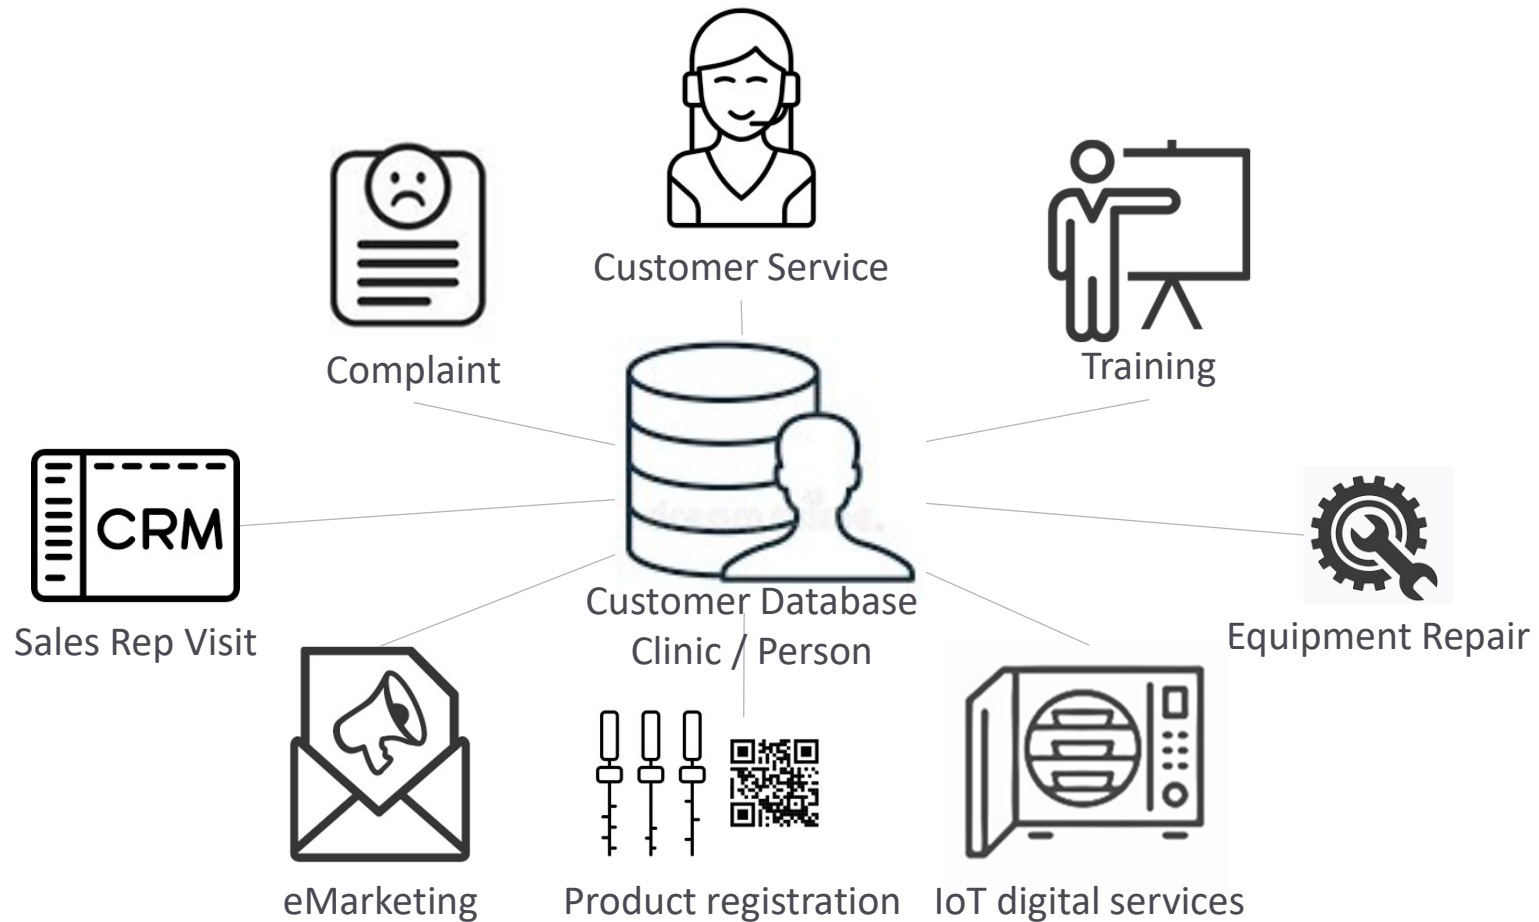 Customer Service
Complaint
Training
CRM
Sales Rep Visit
Customer Database
Clinic / Person
Equipment Repair
eMarketing
Product registration
IoT digital services